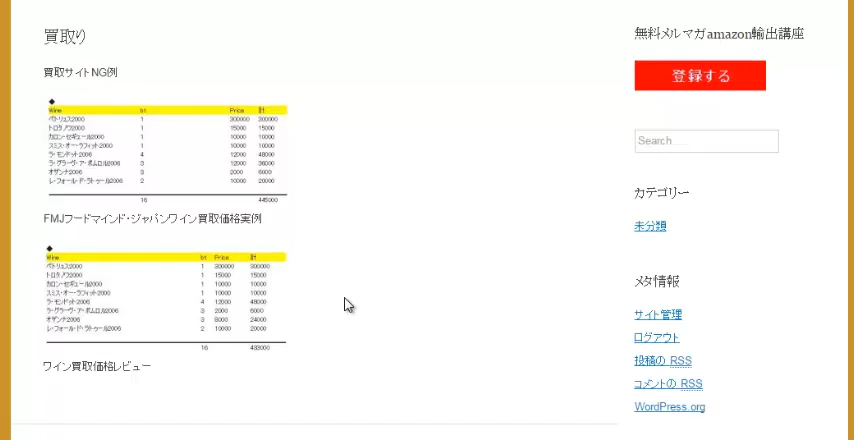 買取り
買取サイトNG例
◆
Wine bt Price 計
ペトリュス2000 1 300000 300000
トロタノワ2000 1 15000 15000
カロン・セギュール2000 1 10000 10000
スミス・オー・ラフィット2000 1 10000 10000
ラ・モンドット2006 4 12000 48000
ラ・グラーヴ・ア・ポムロル2006 3 12000 36000
オザンナ2006 3 2000 6000
レ・フォール・ド・ラトゥール2006 2 10000 20000
16 445000
FMJフードマインド・ジャパンワイン買取価格実例
◆
Wine bt Price 計
ペトリュス2000 1 300000 300000
トロタノワ2000 1 15000 15000
カロン・セギュール2000 1 10000 10000
スミス・オー・ラフィット2000 1 10000 10000
ラ・モンドット2006 4 12000 48000
ラ・グラーヴ・ア・ポムロル2006 3 2000 6000
オザンナ2006 3 8000 24000
レ・フォール・ド・ラトゥール2006 2 10000 20000
16 433000
ワイン買取価格レビュー
無料メルマガamazon輸出講座
登録する
Search …
カテゴリー
未分類
メタ情報
サイト管理
ログアウト
投稿の RSS
コメントの RSS
WordPress.org